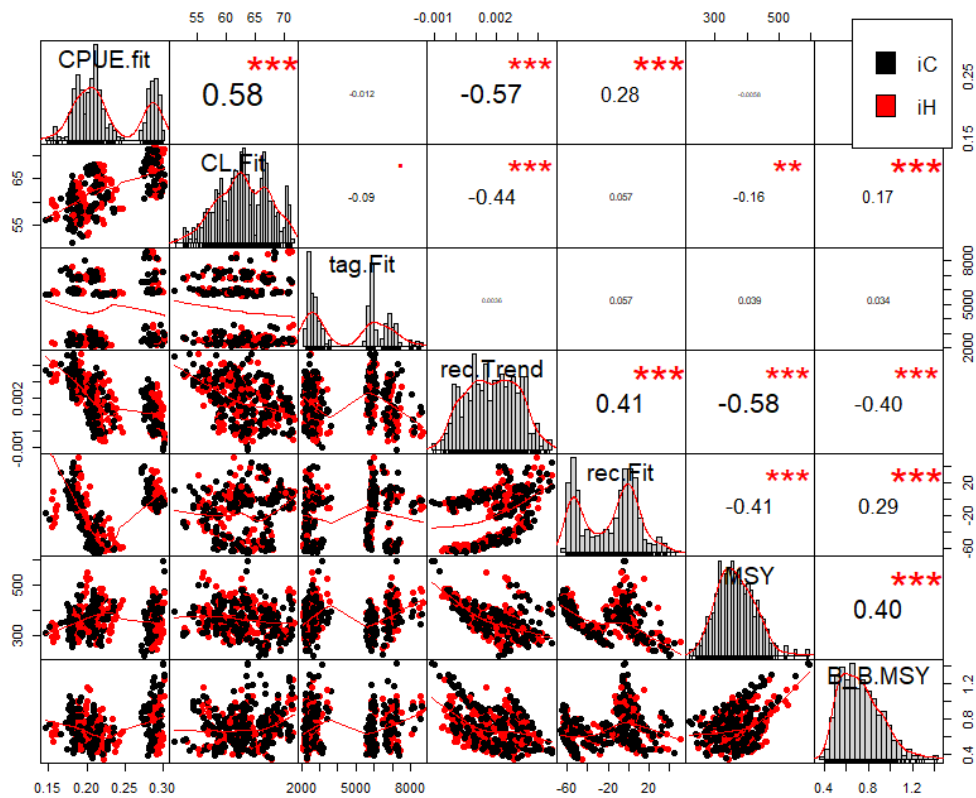 55 60 65 70 -0.001 0.002 300 500
CPUE.fit *** *** *** iC
0.58 -0.012 -0.57 0.28 -0.0058 0.25
iH
0.15
CL.Fit . *** ** ***
65 -0.09 -0.44 0.057 -0.16 0.17
55
tag.Fit 8000
0.0036 0.057 0.039 0.034 5000
2000
rec.Trend *** *** ***
0.002 0.41 -0.58 -0.40
-0.001
rec.Fit *** *** 20
-0.41 0.29 -20
-60
MSY ***
500 0.40
300
B_B.MSY 1.2
0.8
0.4
0.15 0.20 0.25 0.30 2000 5000 8000 -60 -20 20 0.4 0.8 1.2